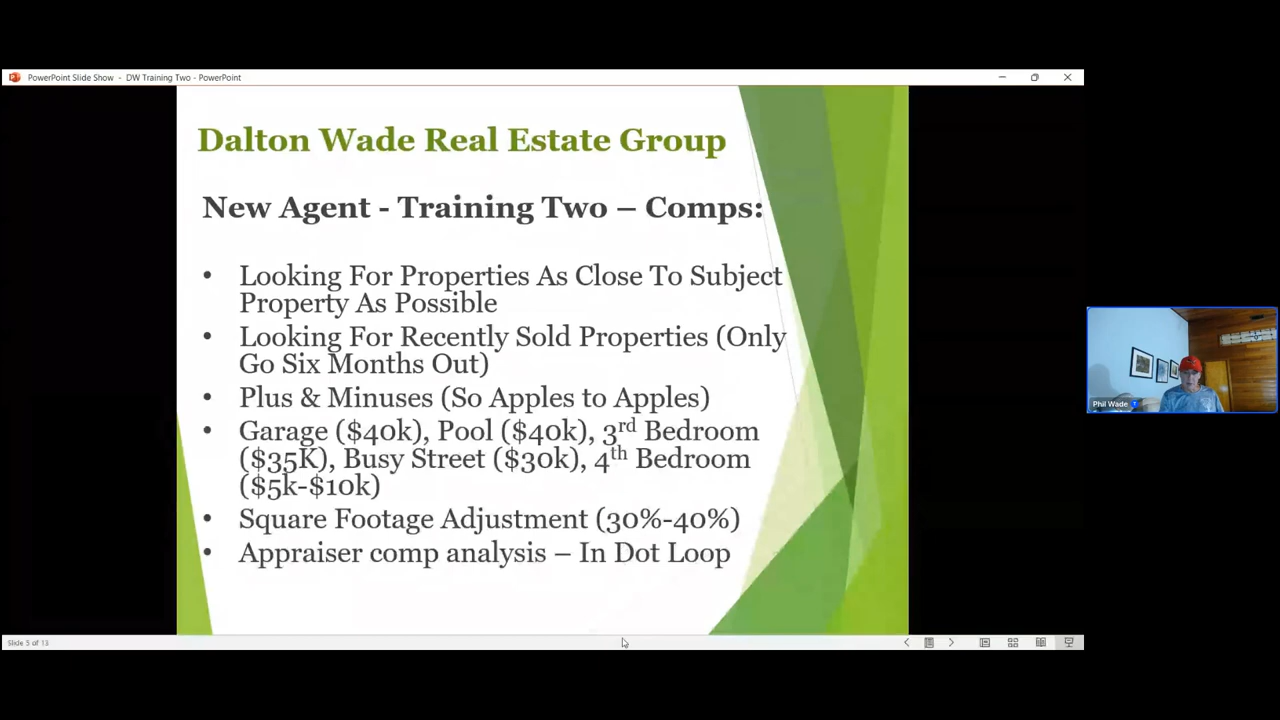 PowerPoint Slide Show - DW Training Two - PowerPoint
Dalton Wade Real Estate Group
New Agent - Training Two – Comps:
• Looking For Properties As Close To Subject
Property As Possible
• Looking For Recently Sold Properties (Only
Go Six Months Out)
• Plus & Minuses (So Apples to Apples)
• Garage ($40k), Pool ($40k), 3rd Bedroom
($35K), Busy Street ($30k), 4th Bedroom
($5k-$10k)
• Square Footage Adjustment (30%-40%)
• Appraiser comp analysis – In Dot Loop
Phil Wade
Slide 5 of 13